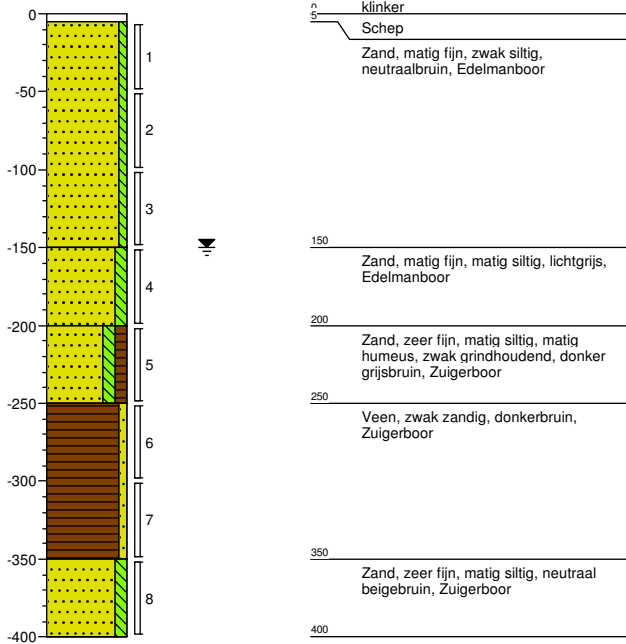 0
-50
-100
-150
-200
-250
-300
-350
-400
1
2
3
4
5
6
7
8
0
klinker
5
Schep
Zand, matig fijn, zwak siltig,
neutraalbruin, Edelmanboor
150
Zand, matig fijn, matig siltig, lichtgrijs,
Edelmanboor
200
Zand, zeer fijn, matig siltig, matig
humeus, zwak grindhoudend, donker
grijsbruin, Zuigerboor
250
Veen, zwak zandig, donkerbruin,
Zuigerboor
350
Zand, zeer fijn, matig siltig, neutraal
beigebruin, Zuigerboor
400